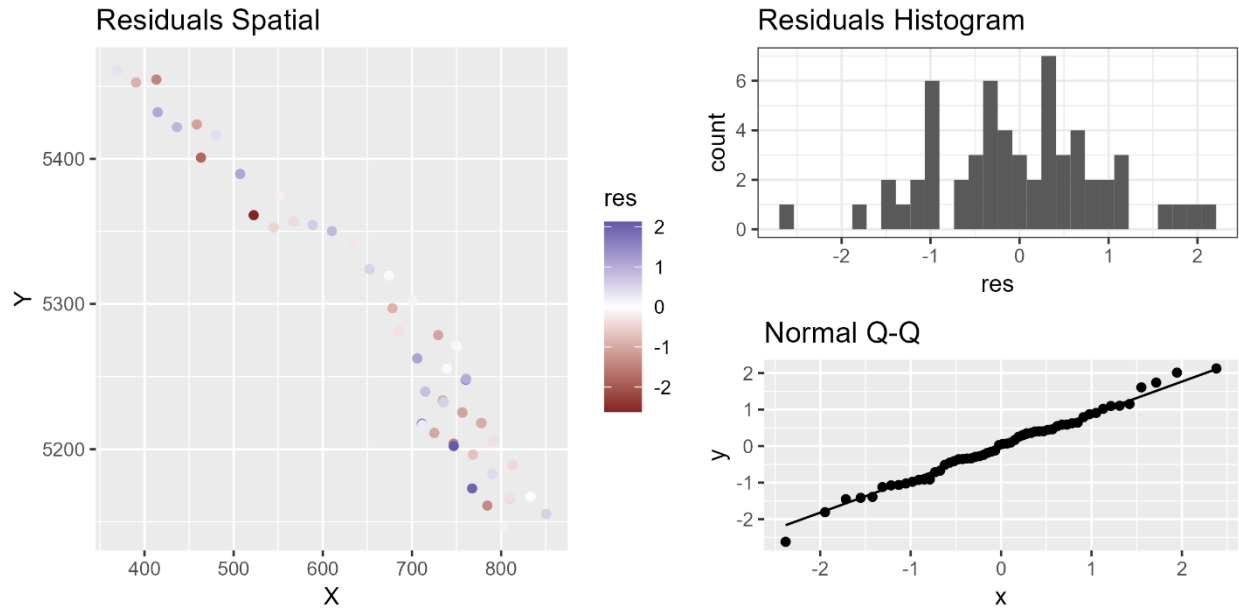 Residuals Spatial
Y
5400
5300
5200
400 500 600 700 800
X
res
2
1
0
-1
-2
Residuals Histogram
count
6
4
2
0
-2 -1 0 1 2
res
Normal Q-Q
y
2
1
0
-1
-2
-2 -1 0 1 2
x